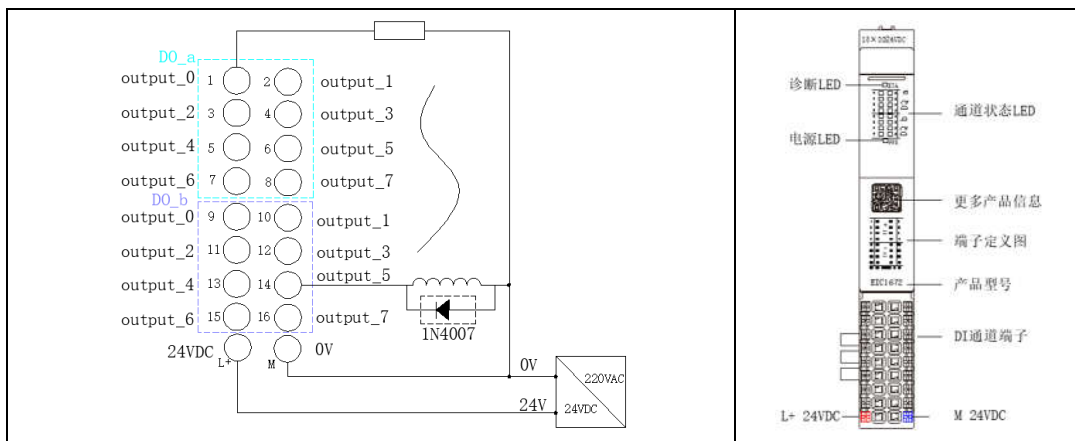 DO_a
output_0 1 2 output_1
output_2 3 4 output_3
output_4 5 6 output_5
output_6 7 8 output_7
DO_b
output_0 9 10 output_1
output_2 11 12 output_3
output_4 13 14 output_5
output_6 15 16 output_7
1N4007
24VDC L+ M 0V
0V
220VAC
24V
24VDC
诊断LED
通道状态LED
电源LED
更多产品信息
端子定义图
产品型号
DI通道端子
L+ 24VDC
M 24VDC